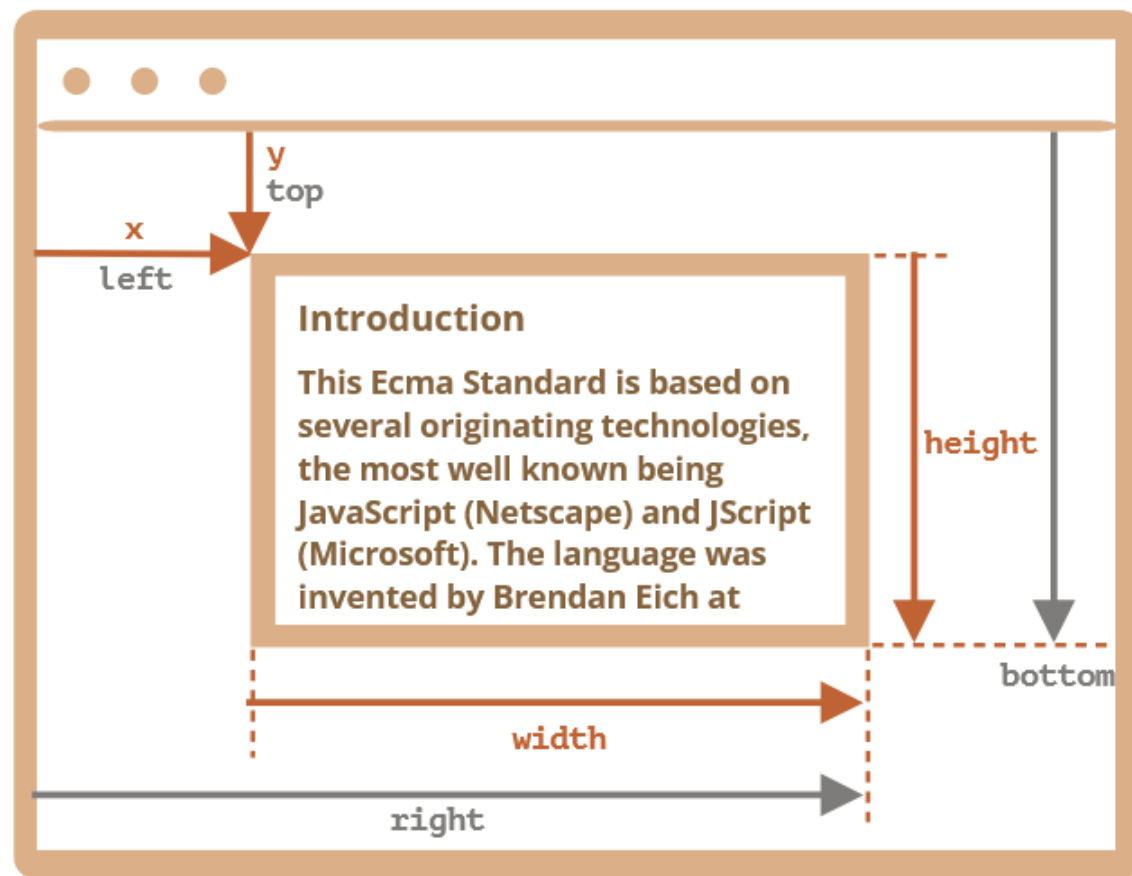 y
top
x
left
Introduction
This Ecma Standard is based on
several originating technologies,
the most well known being
JavaScript (Netscape) and JScript
(Microsoft). The language was
invented by Brendan Eich at
height
bottom
width
right